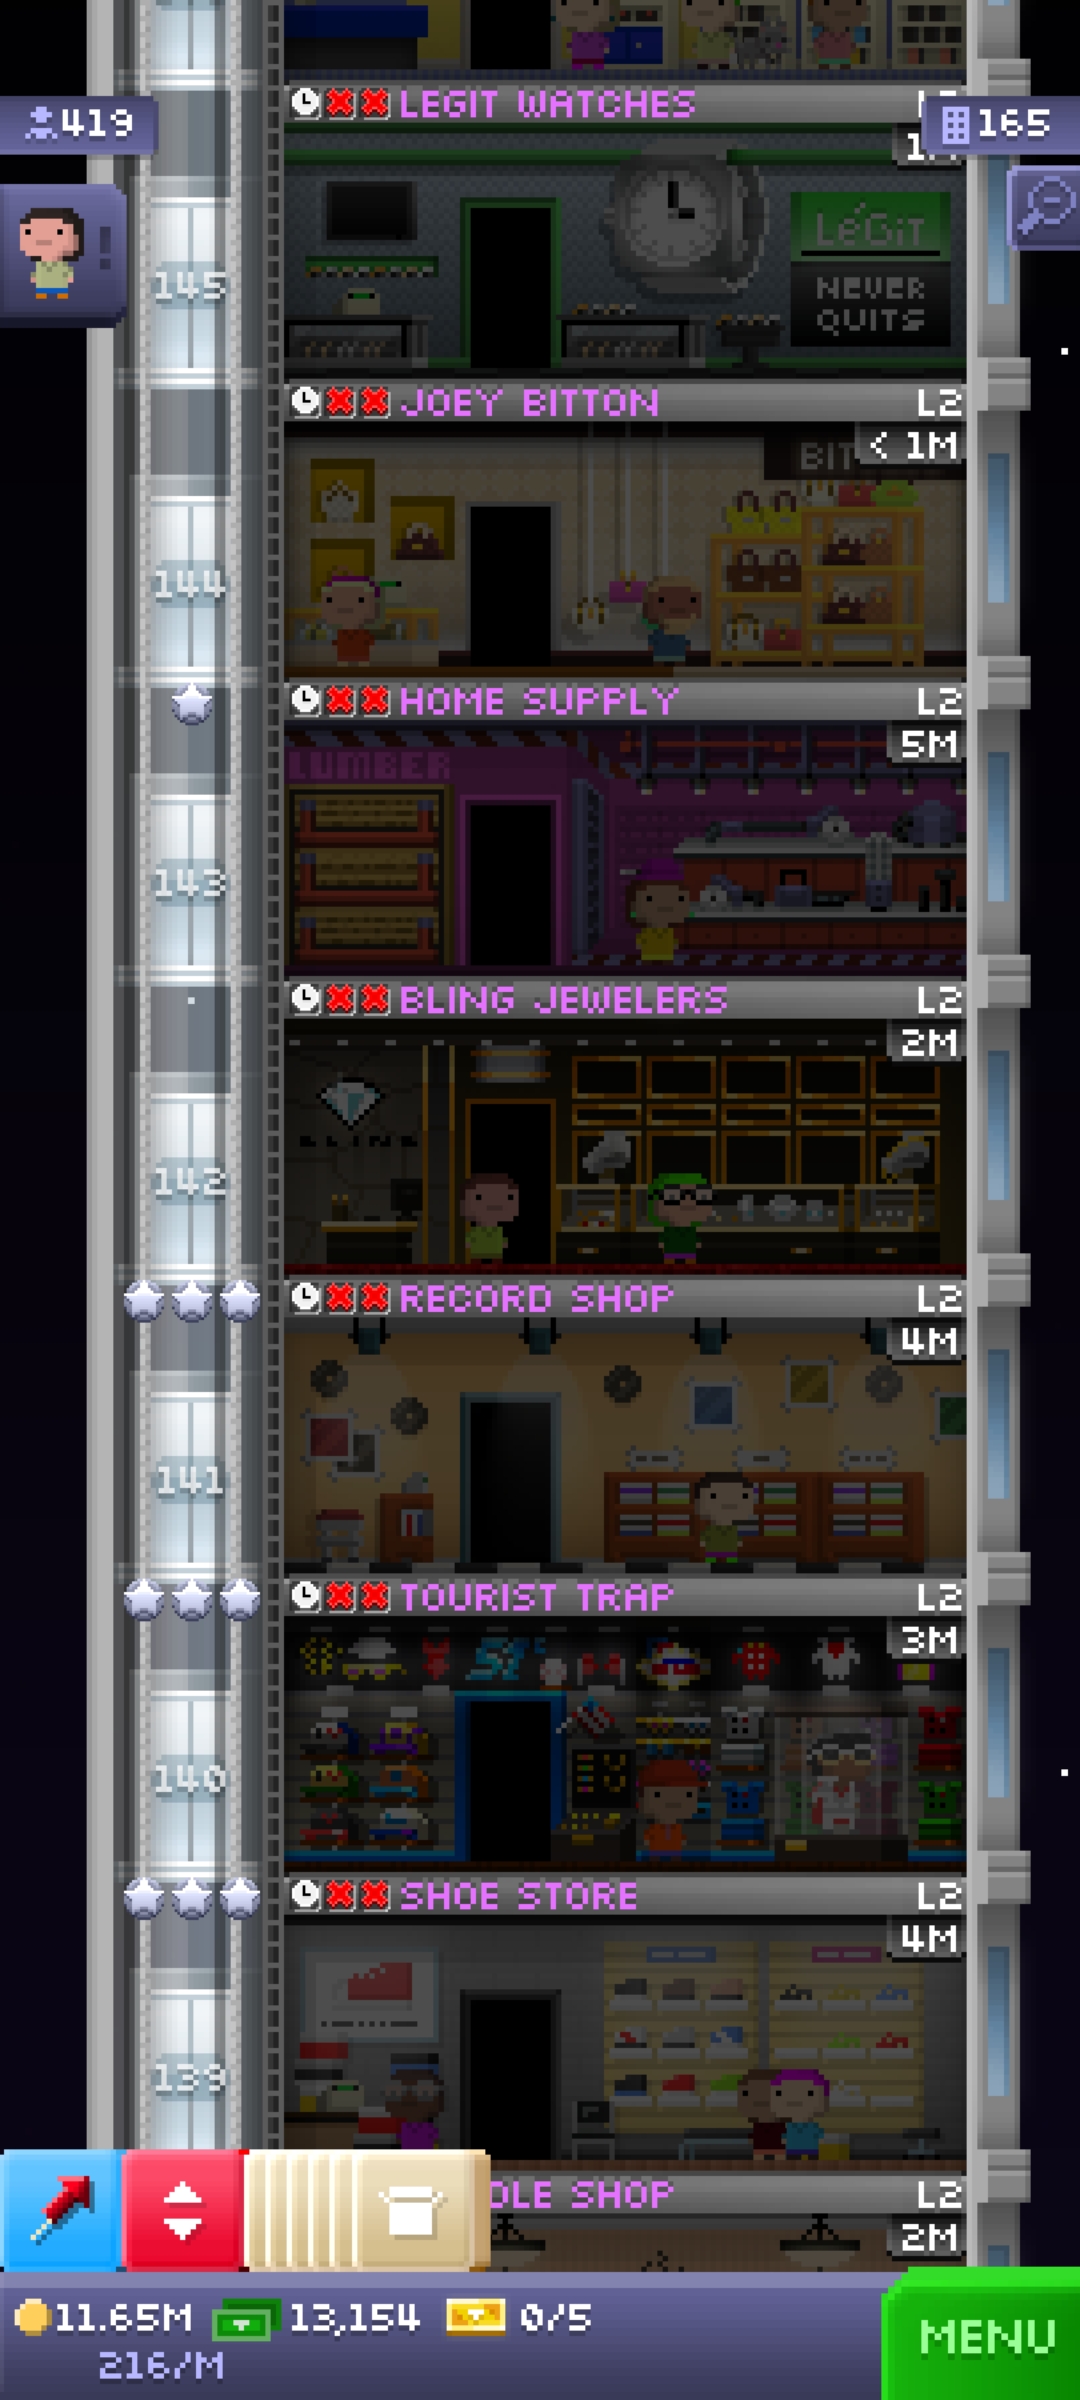 LEGIT WATCHES
419
165
LéGiT
NEVER
QUITS
145
JOEY BITTON L2
< 1M
BIT
144
HOME SUPPLY L2
5M
LUMBER
143
BLING JEWELERS L2
2M
BLING
142
RECORD SHOP L2
4M
141
TOURIST TRAP L2
3M
140
SHOE STORE L2
4M
139
OLE SHOP L2
2M
11.65M 13,154 0/5
216/M
MENU